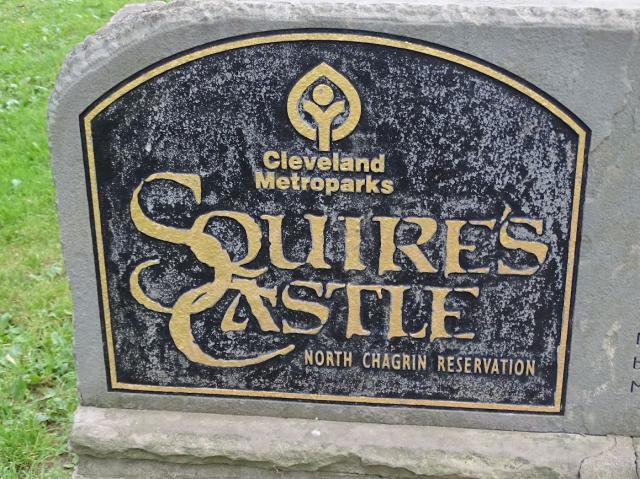 Cleveland
Metroparks
SQUIRE'S
CASTLE
NORTH CHAGRIN RESERVATION